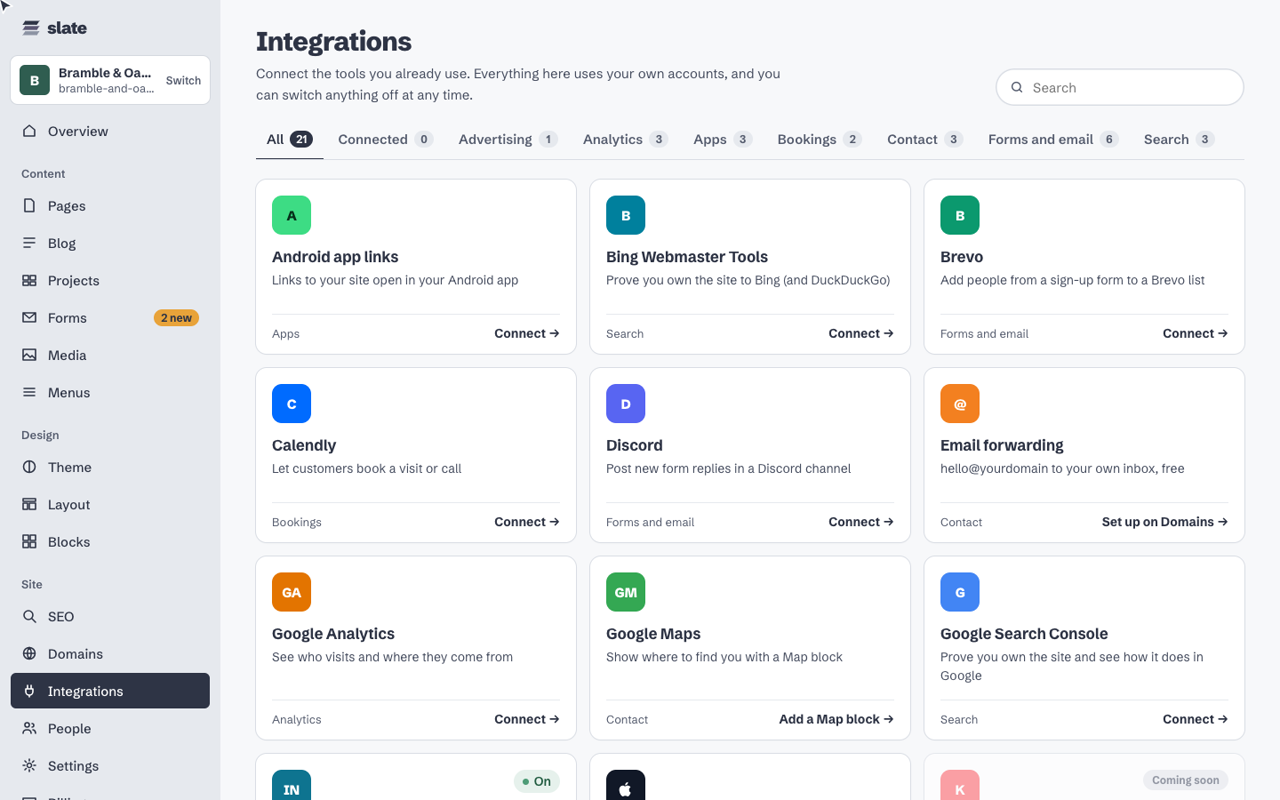 slate
B
Bramble & Oa...
bramble-and-oa...
Switch
Overview
Content
Pages
Blog
Projects
Forms
2 new
Media
Menus
Design
Theme
Layout
Blocks
Site
SEO
Domains
Integrations
People
Settings
Integrations
Connect the tools you already use. Everything here uses your own accounts, and you
can switch anything off at any time.
Search
All 21
Connected 0
Advertising 1
Analytics 3
Apps 3
Bookings 2
Contact 3
Forms and email 6
Search 3
A
Android app links
Links to your site open in your Android app
Apps
Connect →
B
Bing Webmaster Tools
Prove you own the site to Bing (and DuckDuckGo)
Search
Connect →
B
Brevo
Add people from a sign-up form to a Brevo list
Forms and email
Connect →
C
Calendly
Let customers book a visit or call
Bookings
Connect →
D
Discord
Post new form replies in a Discord channel
Forms and email
Connect →
@
Email forwarding
hello@yourdomain to your own inbox, free
Contact
Set up on Domains →
GA
Google Analytics
See who visits and where they come from
Analytics
Connect →
GM
Google Maps
Show where to find you with a Map block
Contact
Add a Map block →
G
Google Search Console
Prove you own the site and see how it does in
Google
Search
Connect →
IN
On
K
Coming soon